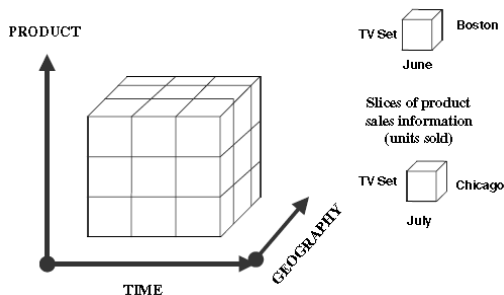 PRODUCT
TIME
GEOGRAPHY
TV Set
Boston
June
Slices of product
sales information
(units sold)
TV Set
Chicago
July